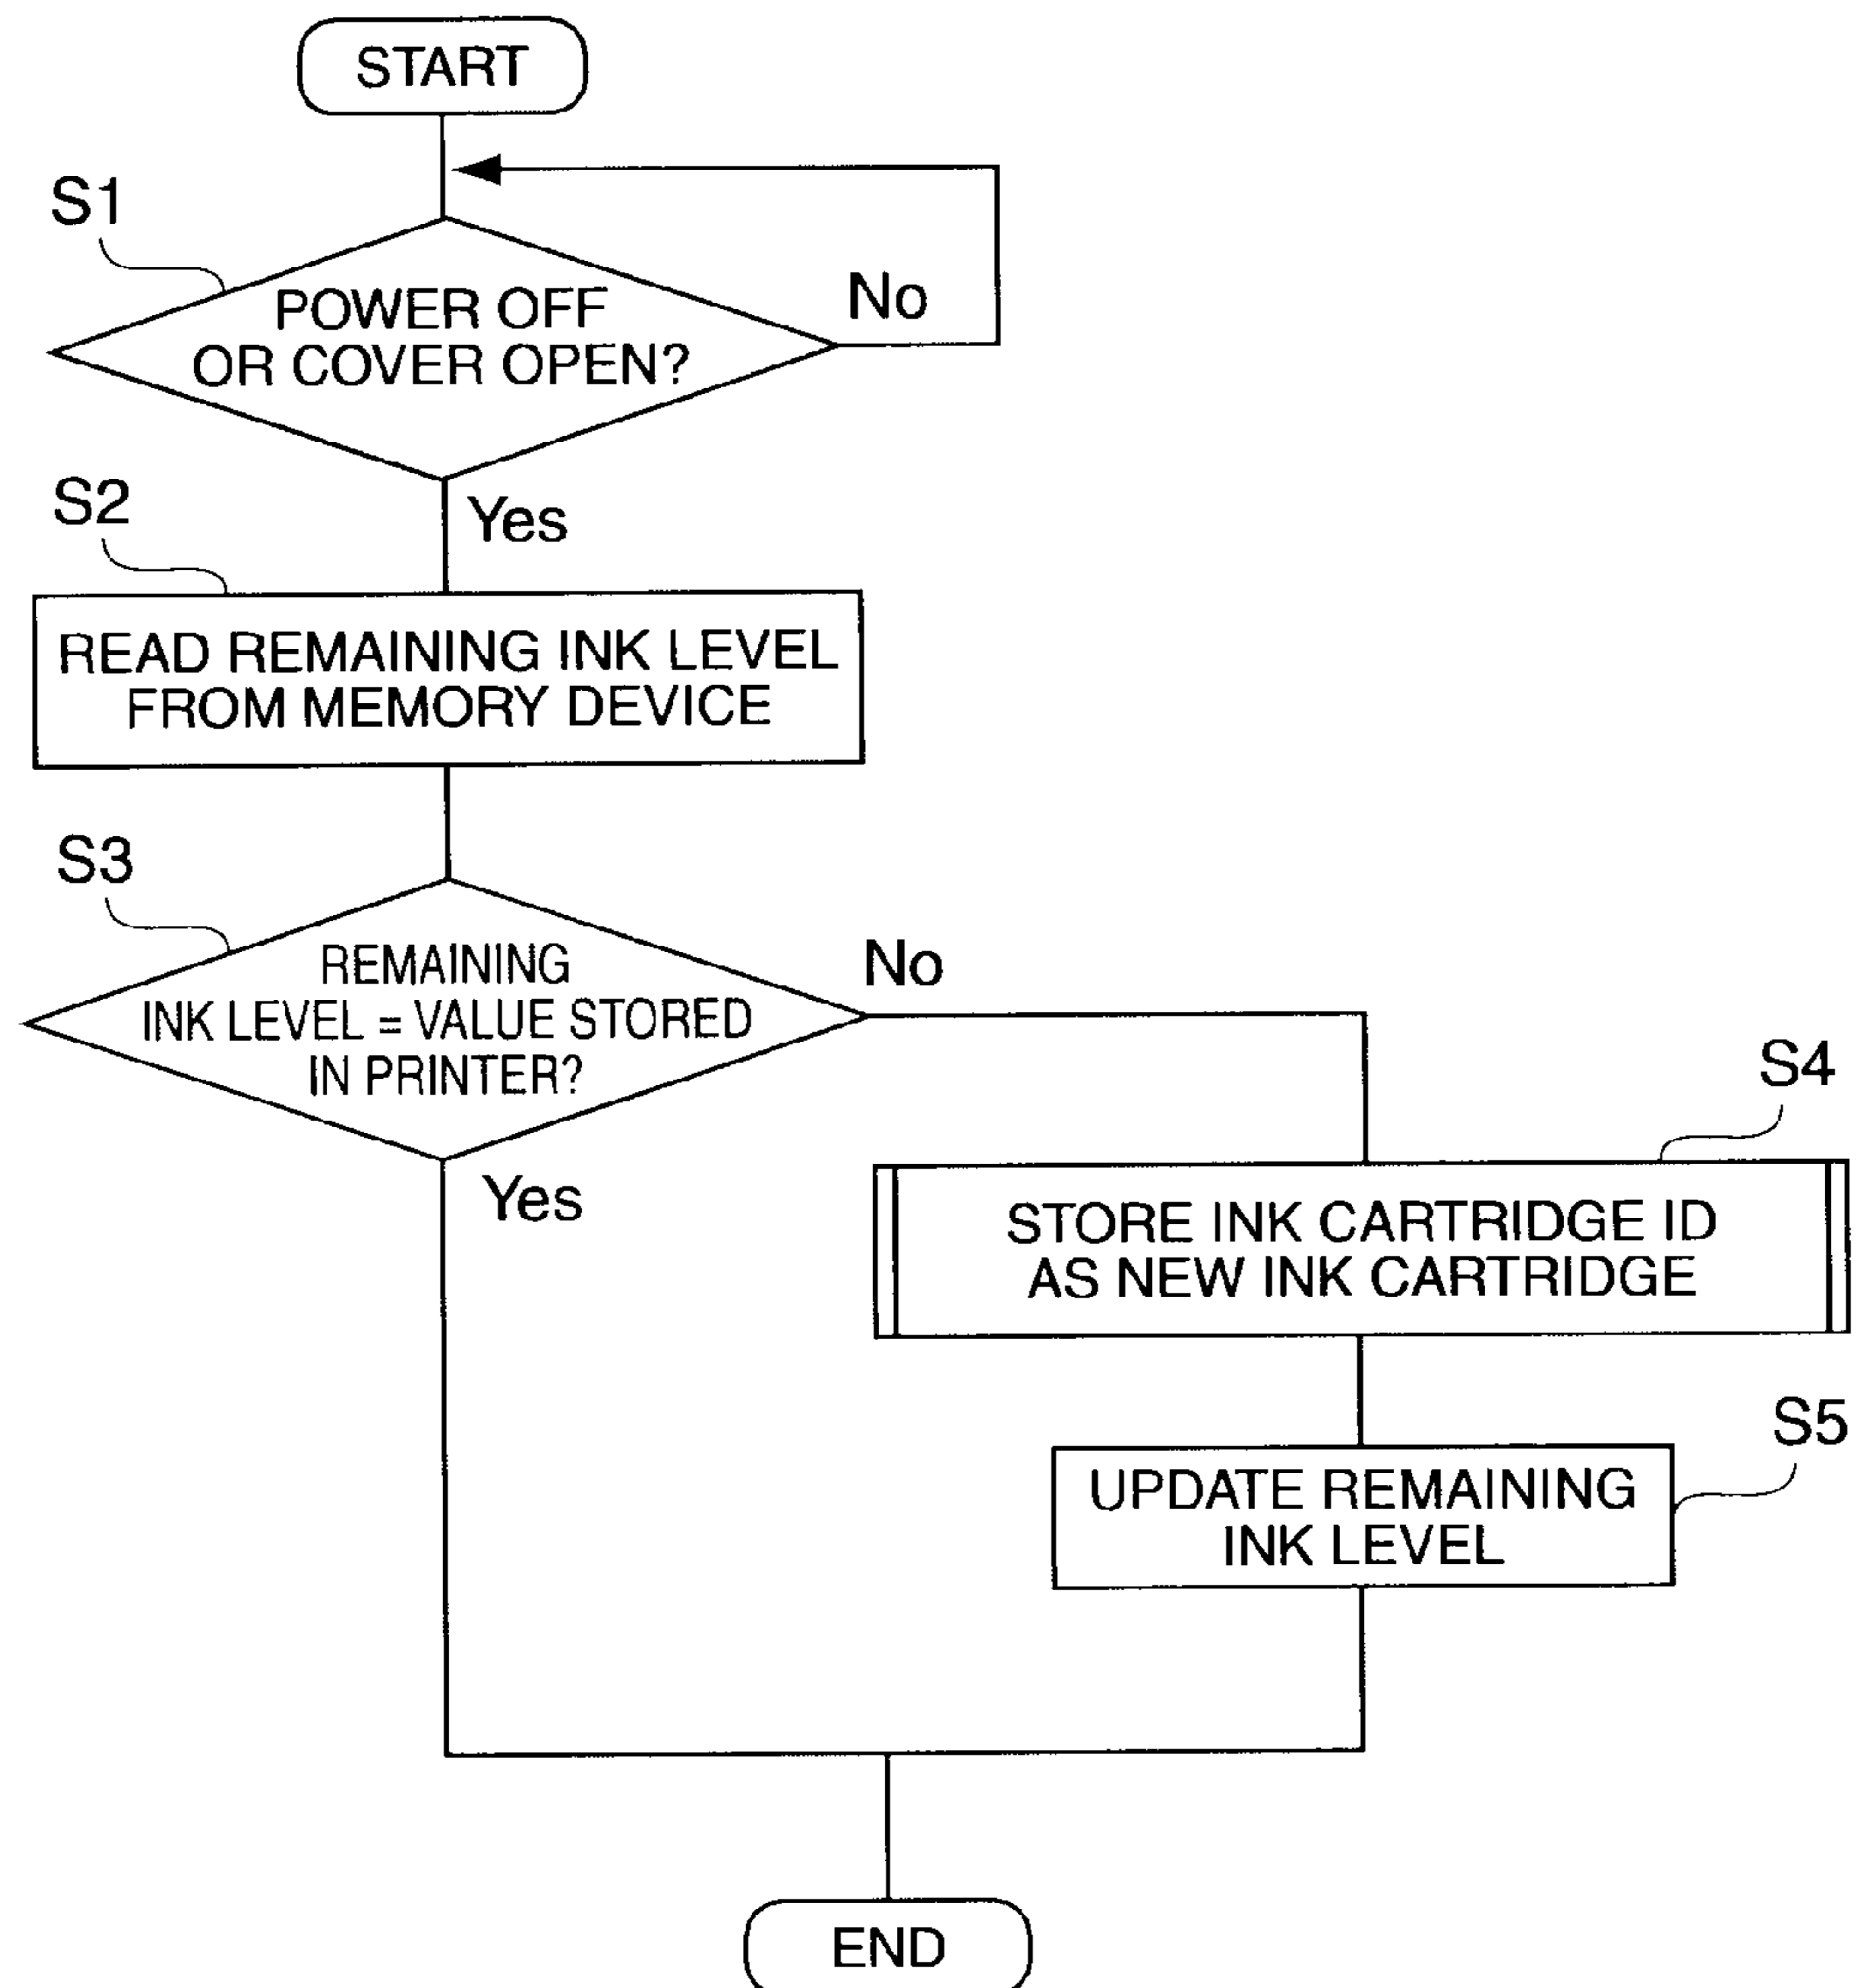 START
S1
POWER OFF
OR COVER OPEN?
No
Yes
S2
READ REMAINING INK LEVEL
FROM MEMORY DEVICE
S3
REMAINING
INK LEVEL = VALUE STORED
IN PRINTER?
No
Yes
S4
STORE INK CARTRIDGE ID
AS NEW INK CARTRIDGE
S5
UPDATE REMAINING
INK LEVEL
END